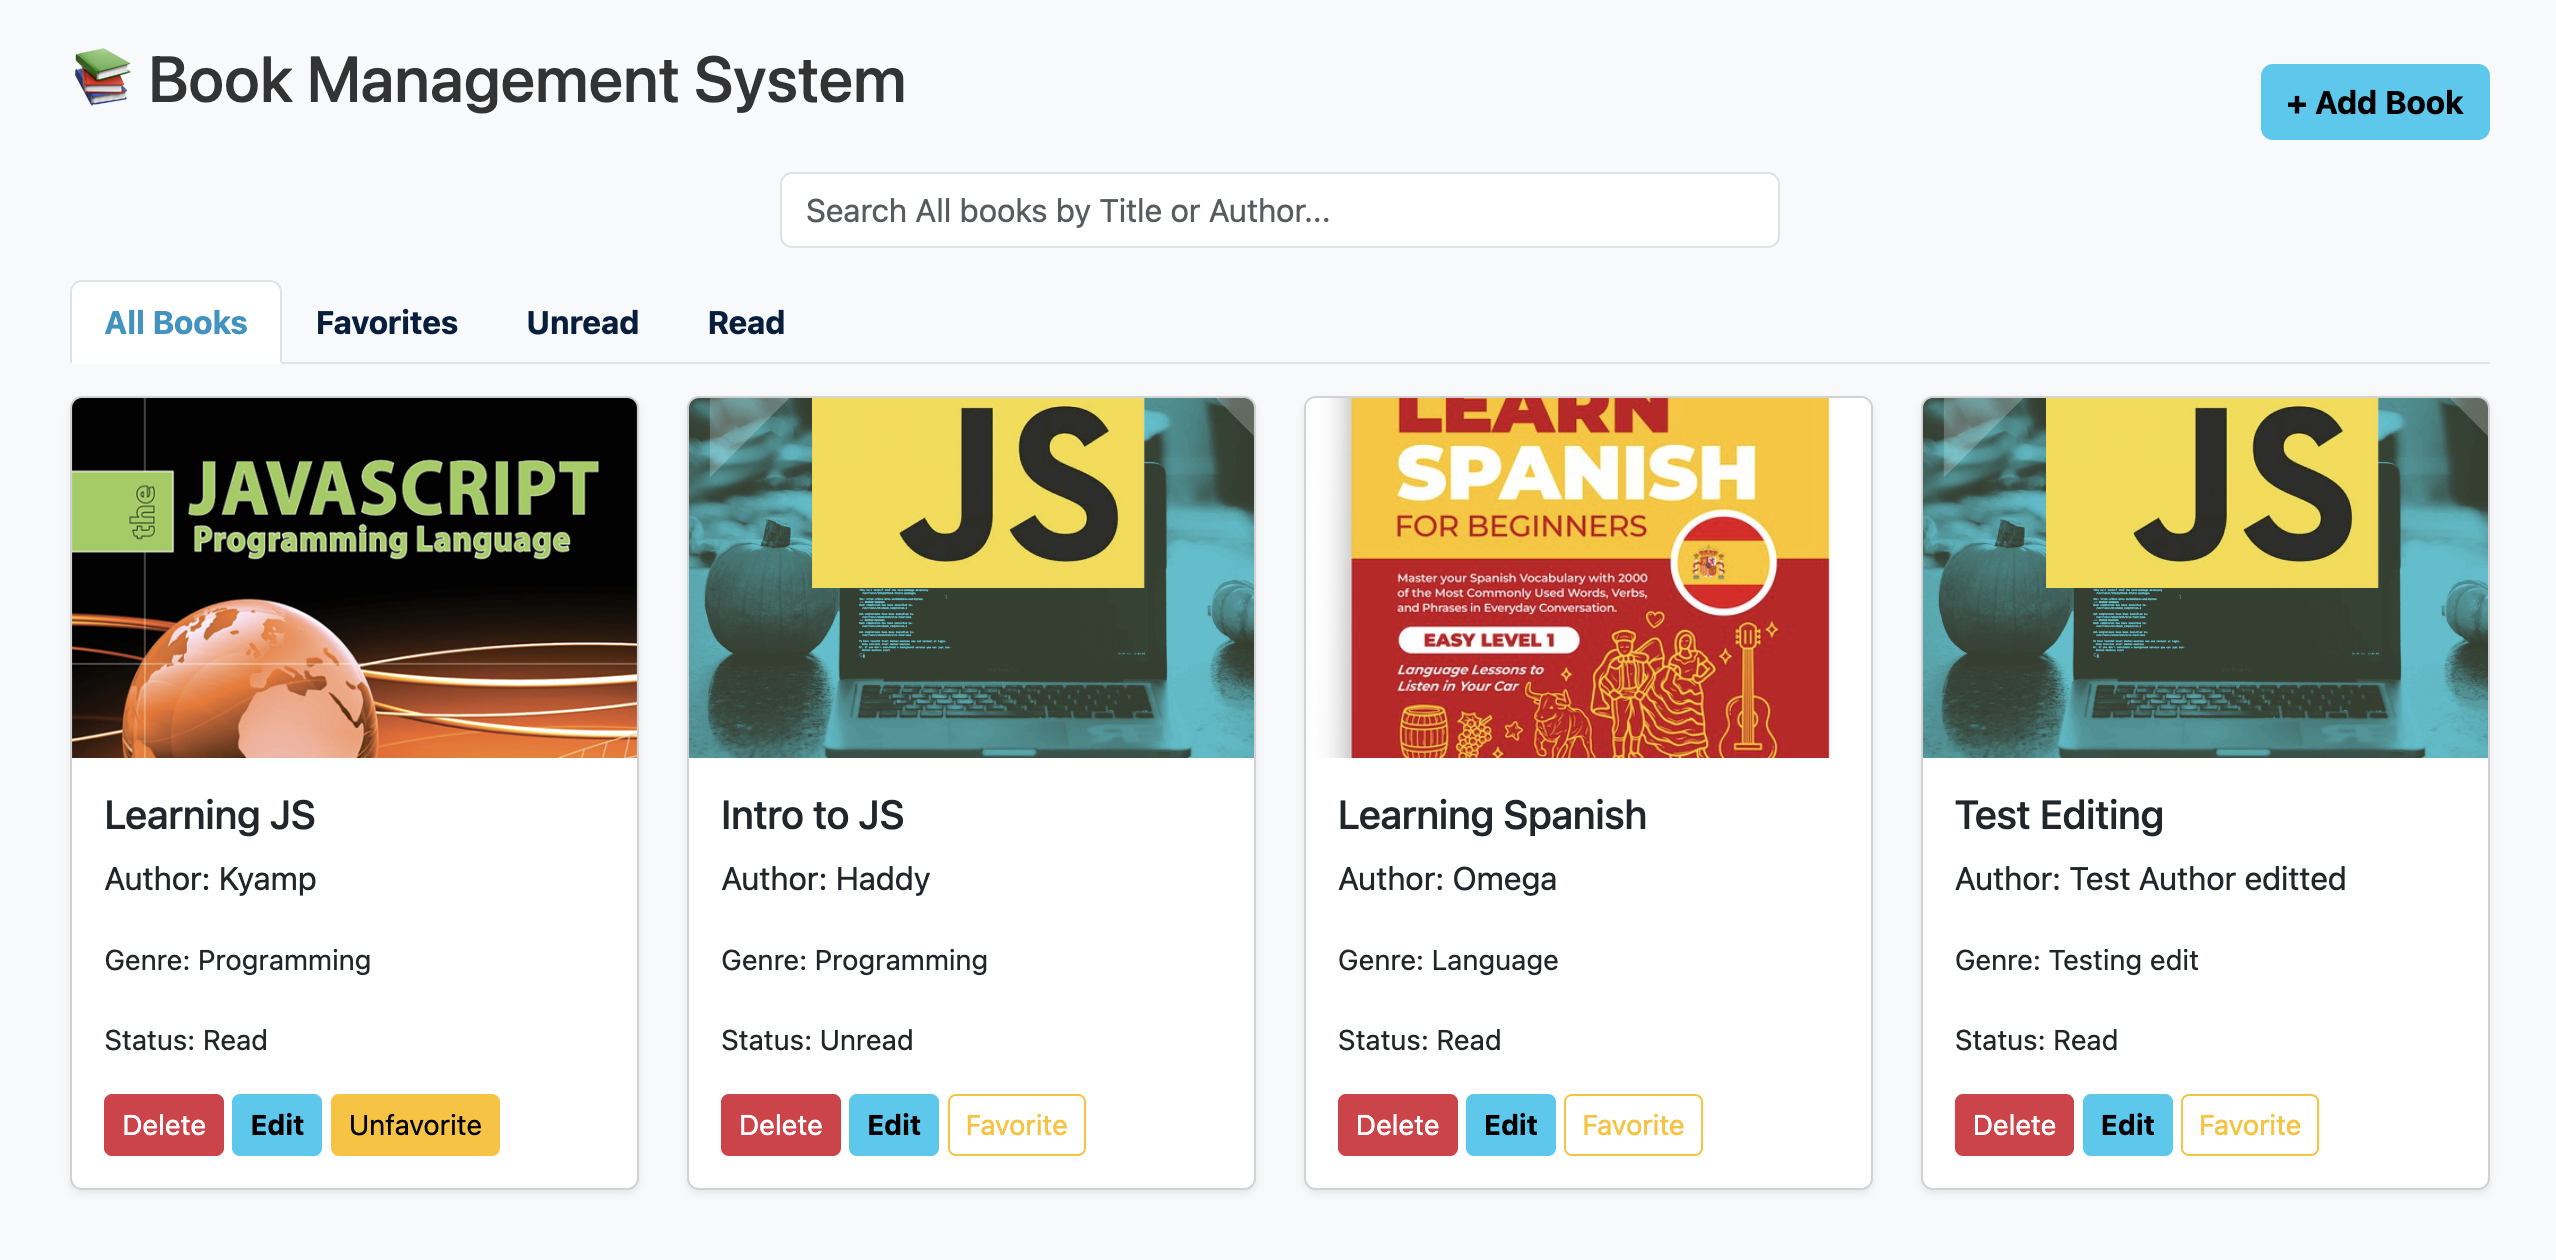 Book Management System
+ Add Book
Search All books by Title or Author...
All Books
Favorites
Unread
Read
the
JAVASCRIPT
Programming Language
Learning JS
Author: Kyamp
Genre: Programming
Status: Read
Delete
Edit
Unfavorite
JS
Intro to JS
Author: Haddy
Genre: Programming
Status: Unread
Delete
Edit
Favorite
LEARN
SPANISH
FOR BEGINNERS
Master your Spanish Vocabulary with 2000
of the Most Commonly Used Words, Verbs,
and Phrases in Everyday Conversation.
EASY LEVEL 1
Language Lessons to
Listen in Your Car
Learning Spanish
Author: Omega
Genre: Language
Status: Read
Delete
Edit
Favorite
JS
Test Editing
Author: Test Author editted
Genre: Testing edit
Status: Read
Delete
Edit
Favorite